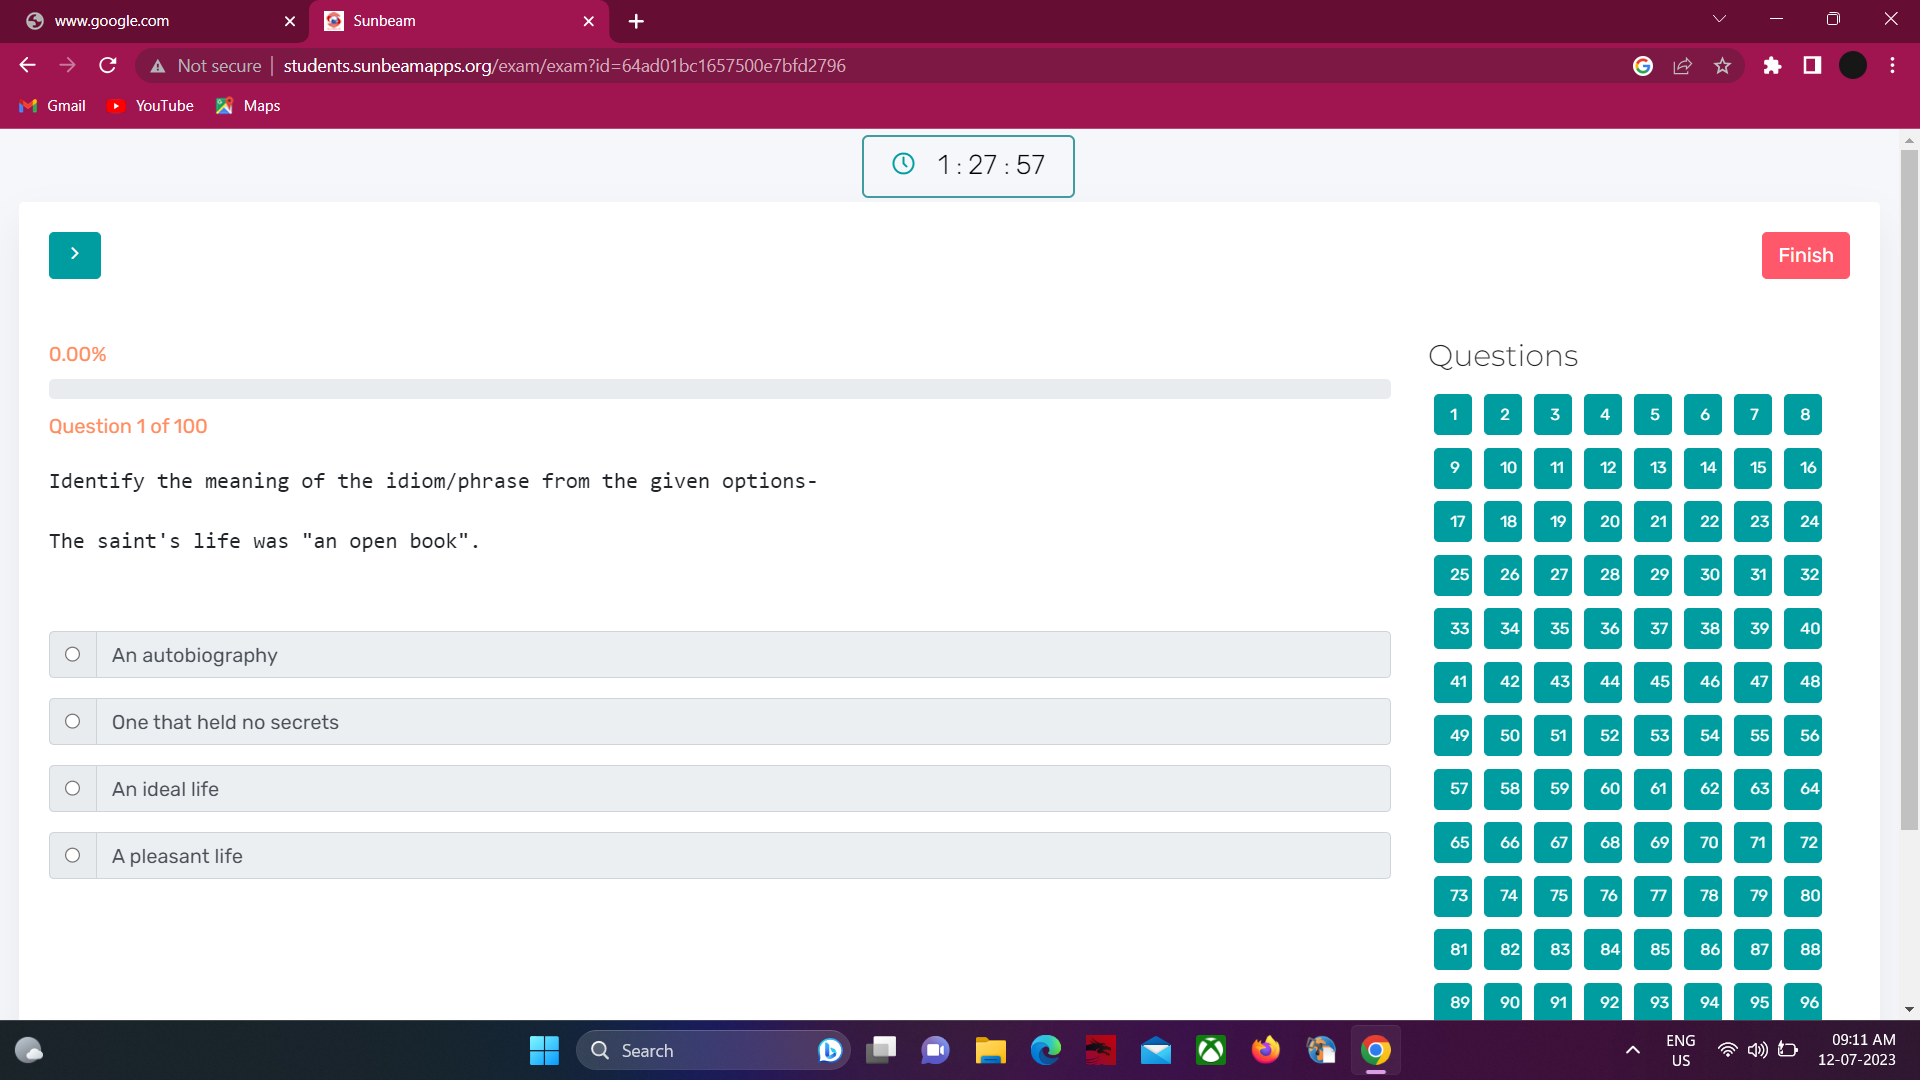 www.google.com
Sunbeam
Not secure
students.sunbeamapps.org/exam/exam?id=64ad01bc1657500e7bfd2796
Gmail
YouTube
Maps
1 : 27 : 57
Finish
0.00%
Question 1 of 100
Identify the meaning of the idiom/phrase from the given options-
The saint's life was "an open book".
An autobiography
One that held no secrets
An ideal life
A pleasant life
Questions
1 2 3 4 5 6 7 8
9 10 11 12 13 14 15 16
17 18 19 20 21 22 23 24
25 26 27 28 29 30 31 32
33 34 35 36 37 38 39 40
41 42 43 44 45 46 47 48
49 50 51 52 53 54 55 56
57 58 59 60 61 62 63 64
65 66 67 68 69 70 71 72
73 74 75 76 77 78 79 80
81 82 83 84 85 86 87 88
89 90 91 92 93 94 95 96
Search
ENG
US
09:11 AM
12-07-2023